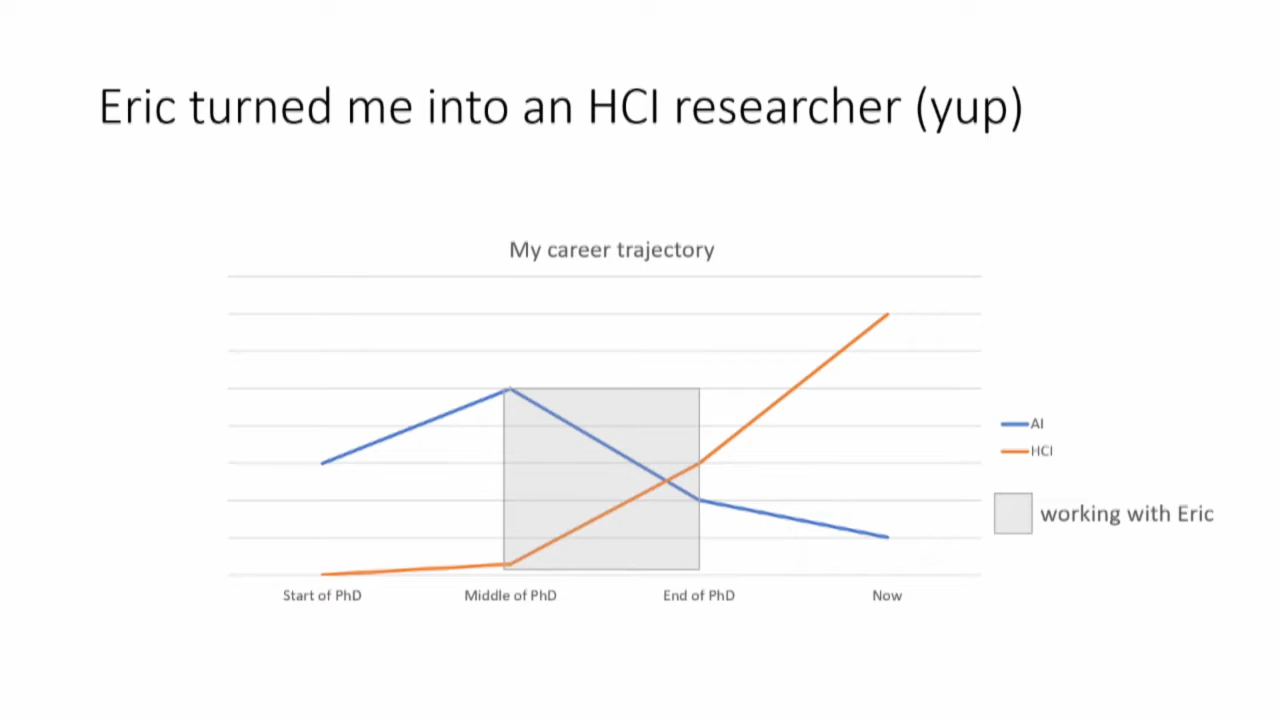 Eric turned me into an HCI researcher (yup)
My career trajectory
AI
HCI
working with Eric
Start of PhD
Middle of PhD
End of PhD
Now